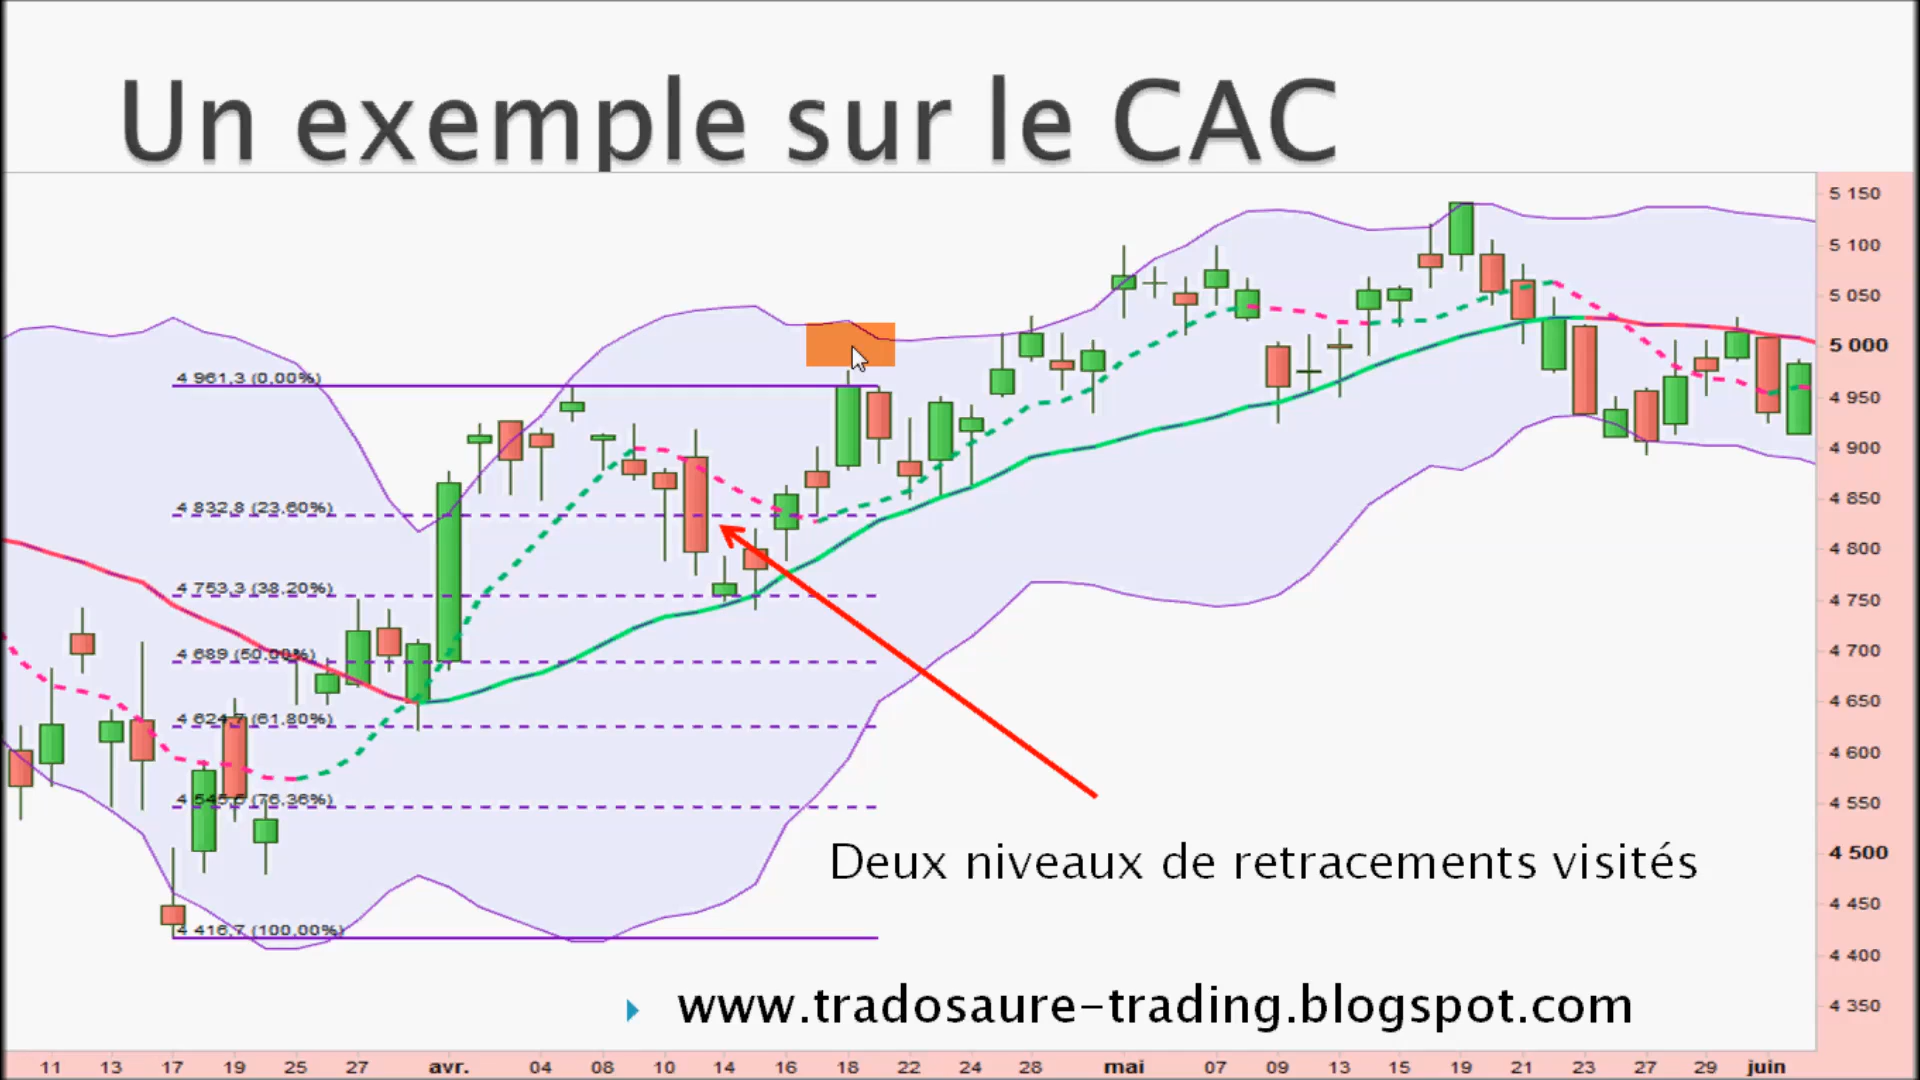 Un exemple sur le CAC
5 150
5 100
5 050
5 000
4 950
4 900
4 850
4 800
4 750
4 700
4 650
4 600
4 550
4 500
4 450
4 400
4 350
4 961,3 (0,00%)
4 832,8 (23,60%)
4 753,3 (38,20%)
4 689 (50,00%)
4 624,7 (61,80%)
4 545,5 (76,36%)
4 416,7 (100,00%)
Deux niveaux de retracements visités
www.tradosaure-trading.blogspot.com
11 13 17 19 25 27 avr. 04 08 10 14 16 18 22 24 28 mai 07 09 13 15 19 21 23 27 29 juin